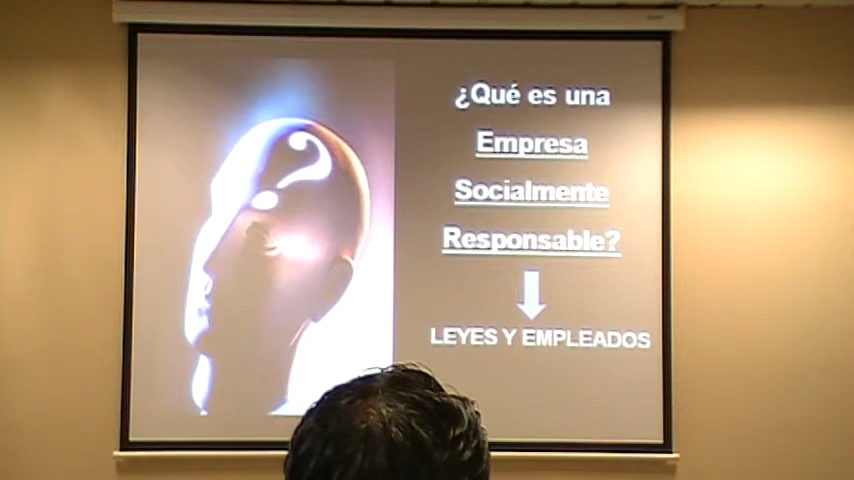 ¿Qué es una
Empresa
Socialmente
Responsable?
LEYES Y EMPLEADOS